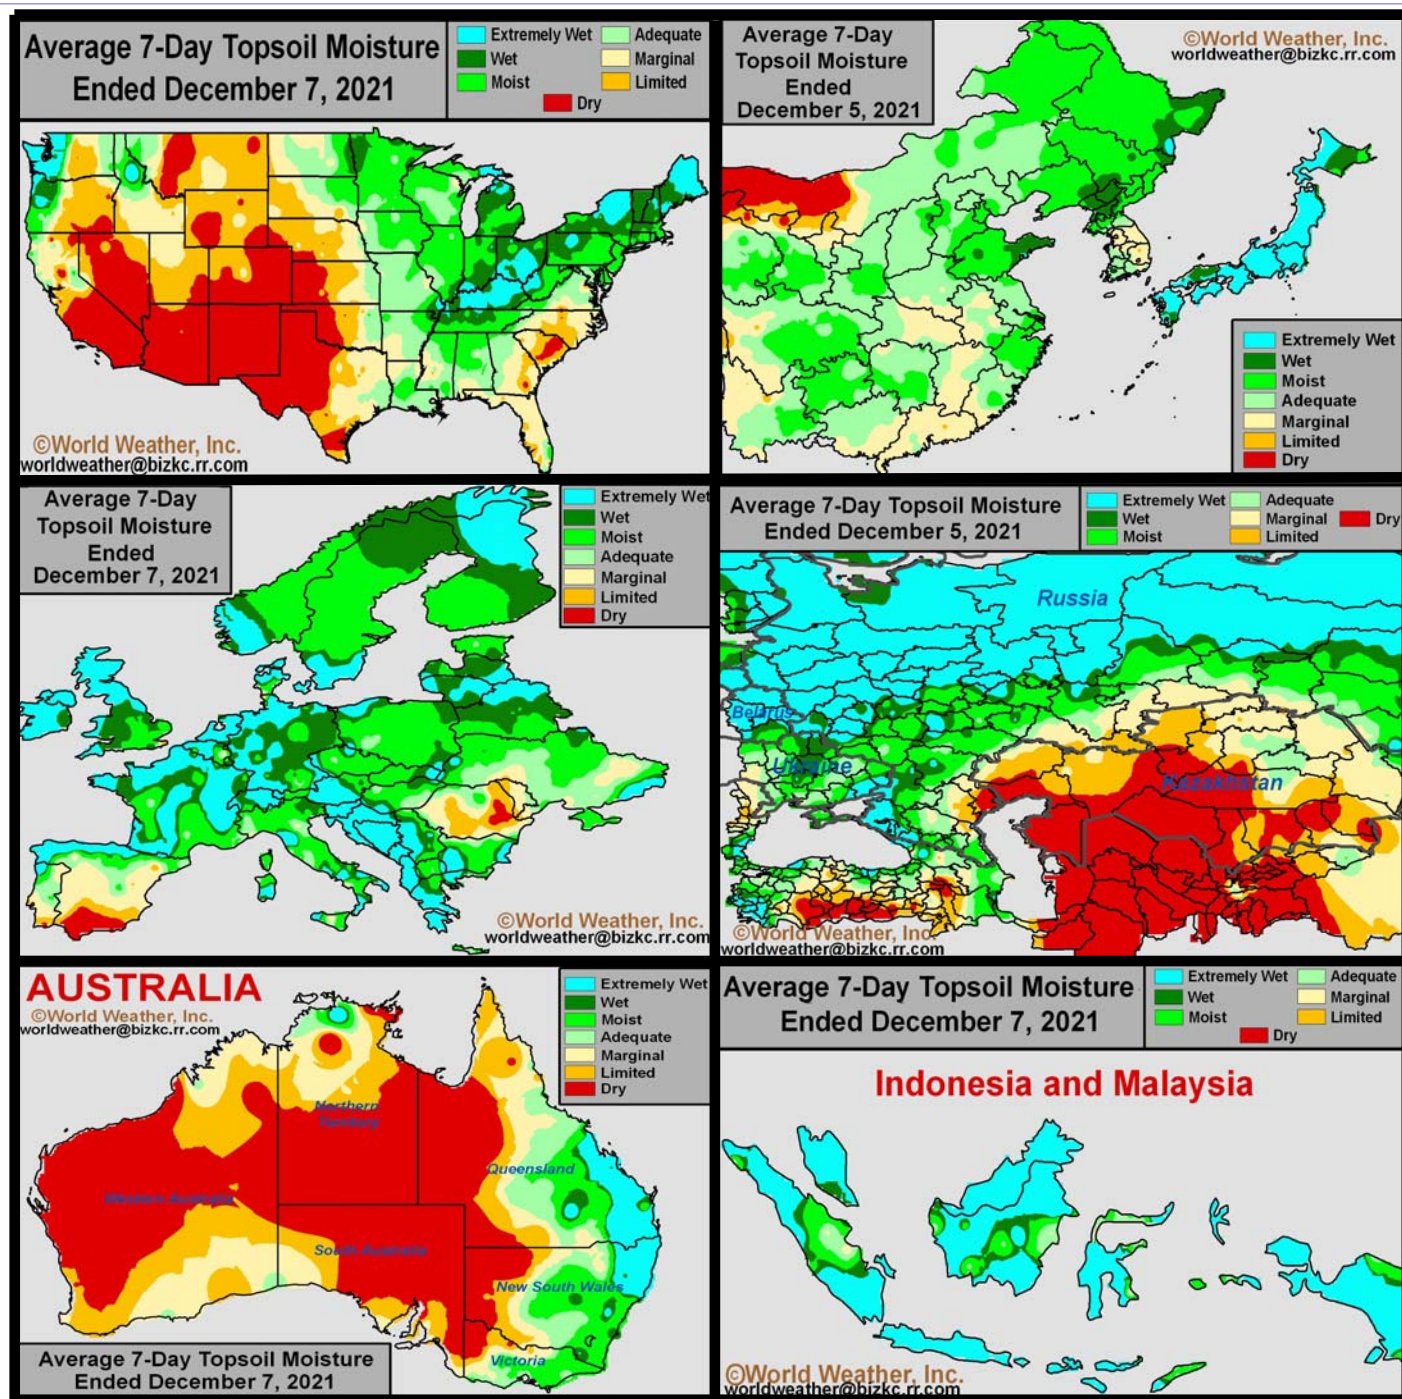 Average 7-Day Topsoil Moisture
Ended December 7, 2021
Extremely Wet
Adequate
Wet
Marginal
Moist
Limited
Dry
©World Weather, Inc.
worldweather@bizkc.rr.com
Average 7-Day
Topsoil Moisture
Ended
December 5, 2021
©World Weather, Inc.
worldweather@bizkc.rr.com
Extremely Wet
Wet
Moist
Adequate
Marginal
Limited
Dry
Average 7-Day
Topsoil Moisture
Ended
December 7, 2021
Extremely Wet
Wet
Moist
Adequate
Marginal
Limited
Dry
©World Weather, Inc.
worldweather@bizkc.rr.com
Average 7-Day Topsoil Moisture
Ended December 5, 2021
Extremely Wet
Adequate
Wet
Marginal
Dry
Moist
Limited
Russia
Belarus
Ukraine
Kazakhstan
©World Weather, Inc.
worldweather@bizkc.rr.com
AUSTRALIA
©World Weather, Inc.
worldweather@bizkc.rr.com
Extremely Wet
Wet
Moist
Adequate
Marginal
Limited
Dry
Northern
Territory
Queensland
Western Australia
South Australia
New South Wales
Victoria
Average 7-Day Topsoil Moisture
Ended December 7, 2021
Average 7-Day Topsoil Moisture
Ended December 7, 2021
Extremely Wet
Adequate
Wet
Marginal
Moist
Limited
Dry
Indonesia and Malaysia
©World Weather, Inc.
worldweather@bizkc.rr.com